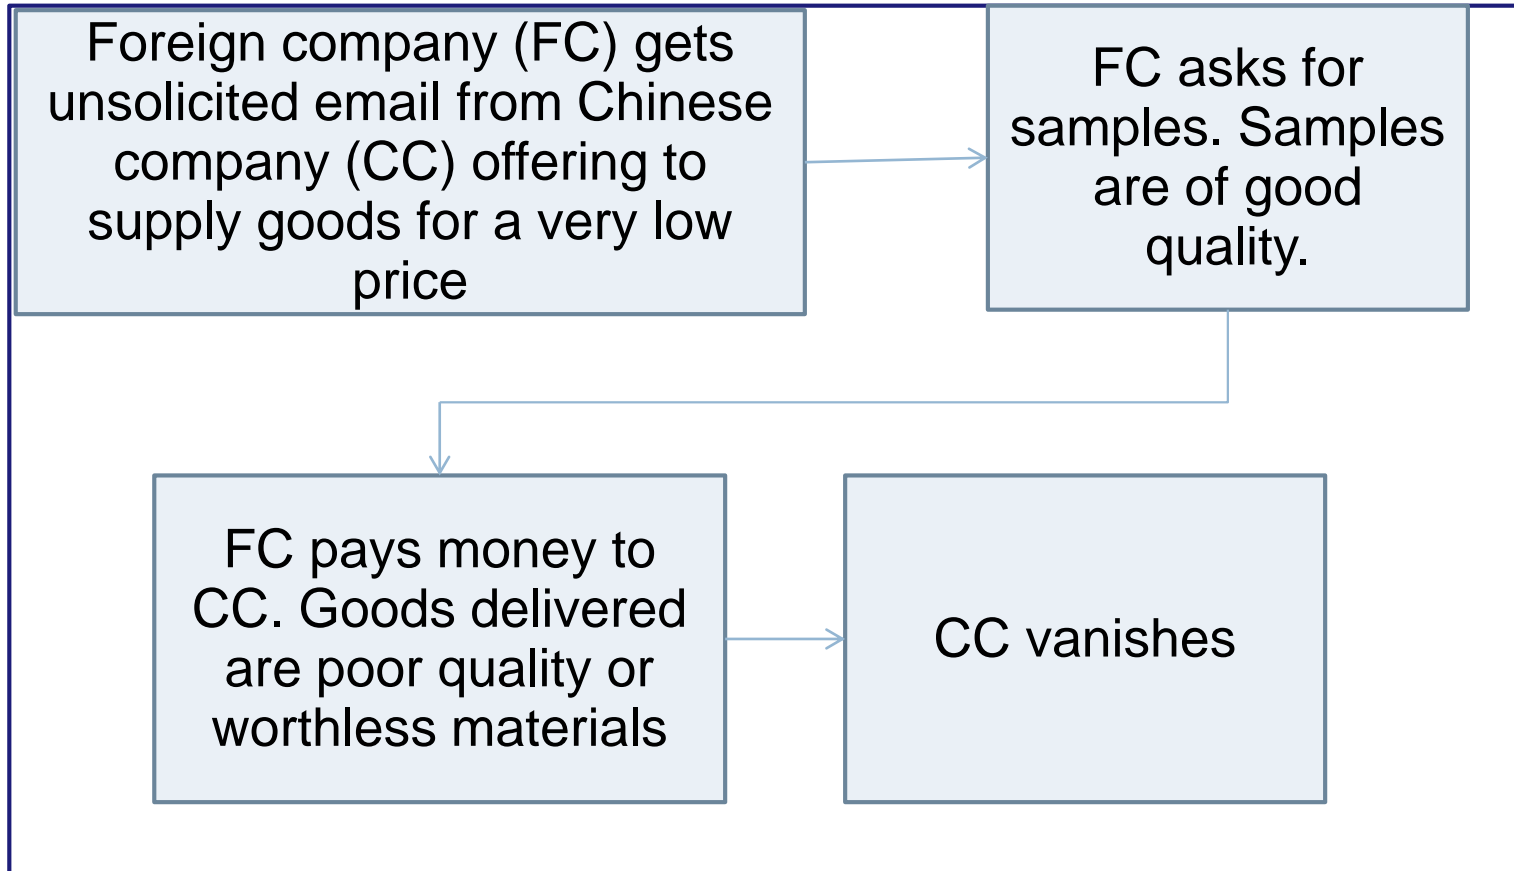 Foreign company (FC) gets
unsolicited email from Chinese
company (CC) offering to
supply goods for a very low
price
FC asks for
samples. Samples
are of good
quality.
FC pays money to
CC. Goods delivered
are poor quality or
worthless materials
CC vanishes